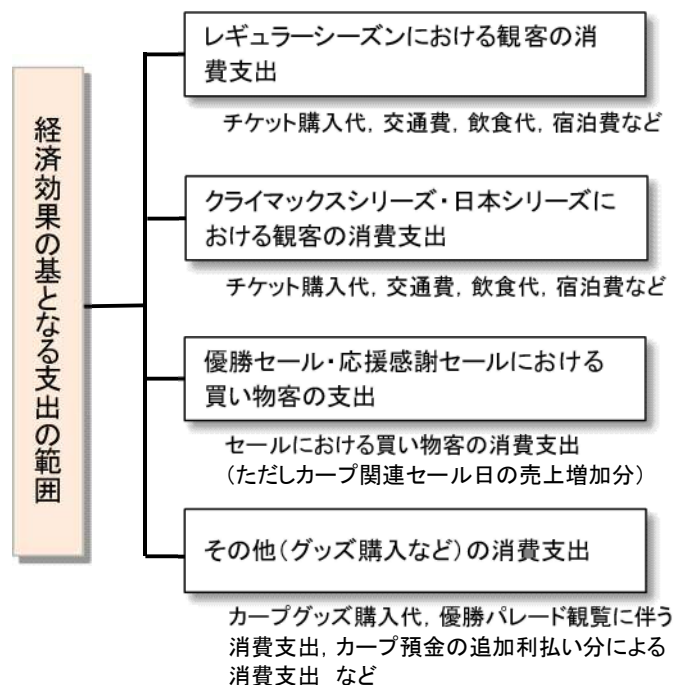 経済効果の基となる支出の範囲
レギュラーシーズンにおける観客の消
費支出
チケット購入代，交通費，飲食代，宿泊費など
クライマックスシリーズ・日本シリーズに
おける観客の消費支出
チケット購入代，交通費，飲食代，宿泊費など
優勝セール・応援感謝セールにおける
買い物客の支出
セールにおける買い物客の消費支出
（ただしカープ関連セール日の売上増加分）
その他（グッズ購入など）の消費支出
カープグッズ購入代，優勝パレード観覧に伴う
消費支出，カープ預金の追加利払い分による
消費支出 など